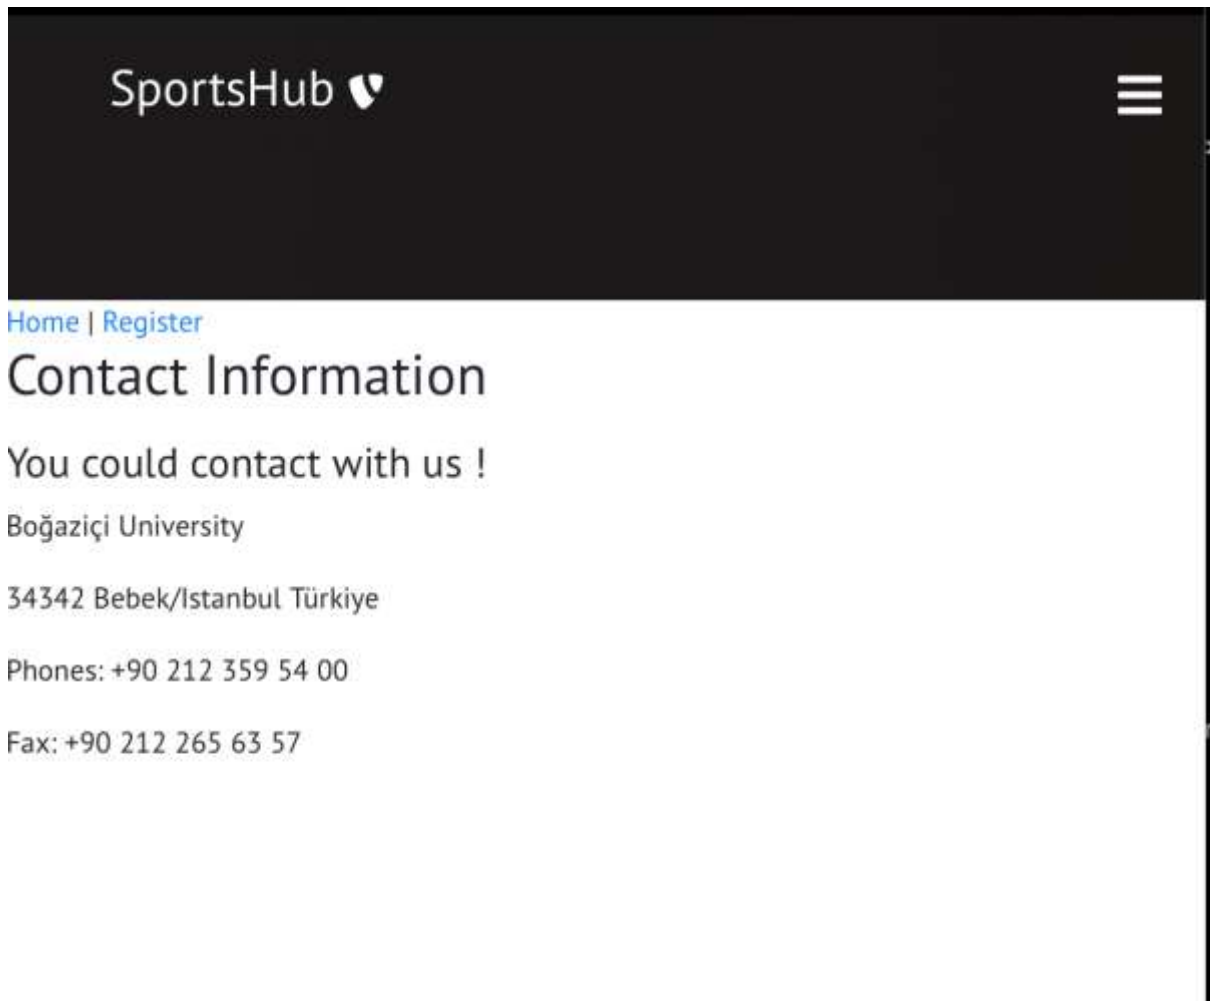 SportsHub
Home | Register
Contact Information
You could contact with us !
Boğaziçi University
34342 Bebek/Istanbul Türkiye
Phones: +90 212 359 54 00
Fax: +90 212 265 63 57